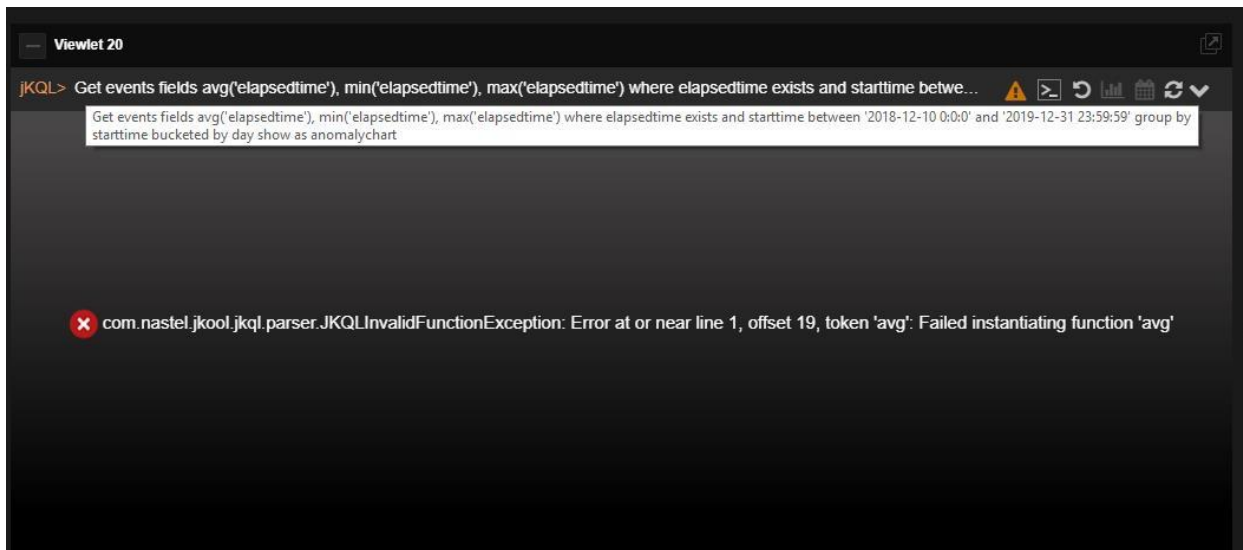 Viewlet 20
jKQL> Get events fields avg('elapsedtime'), min('elapsedtime'), max('elapsedtime') where elapsedtime exists and starttime betwe...
Get events fields avg('elapsedtime'), min('elapsedtime'), max('elapsedtime') where elapsedtime exists and starttime between '2018-12-10 0:0:0' and '2019-12-31 23:59:59' group by
starttime bucketed by day show as anomalychart
com.nastel.jkool.jkql.parser.JKQLInvalidFunctionException: Error at or near line 1, offset 19, token 'avg': Failed instantiating function 'avg'